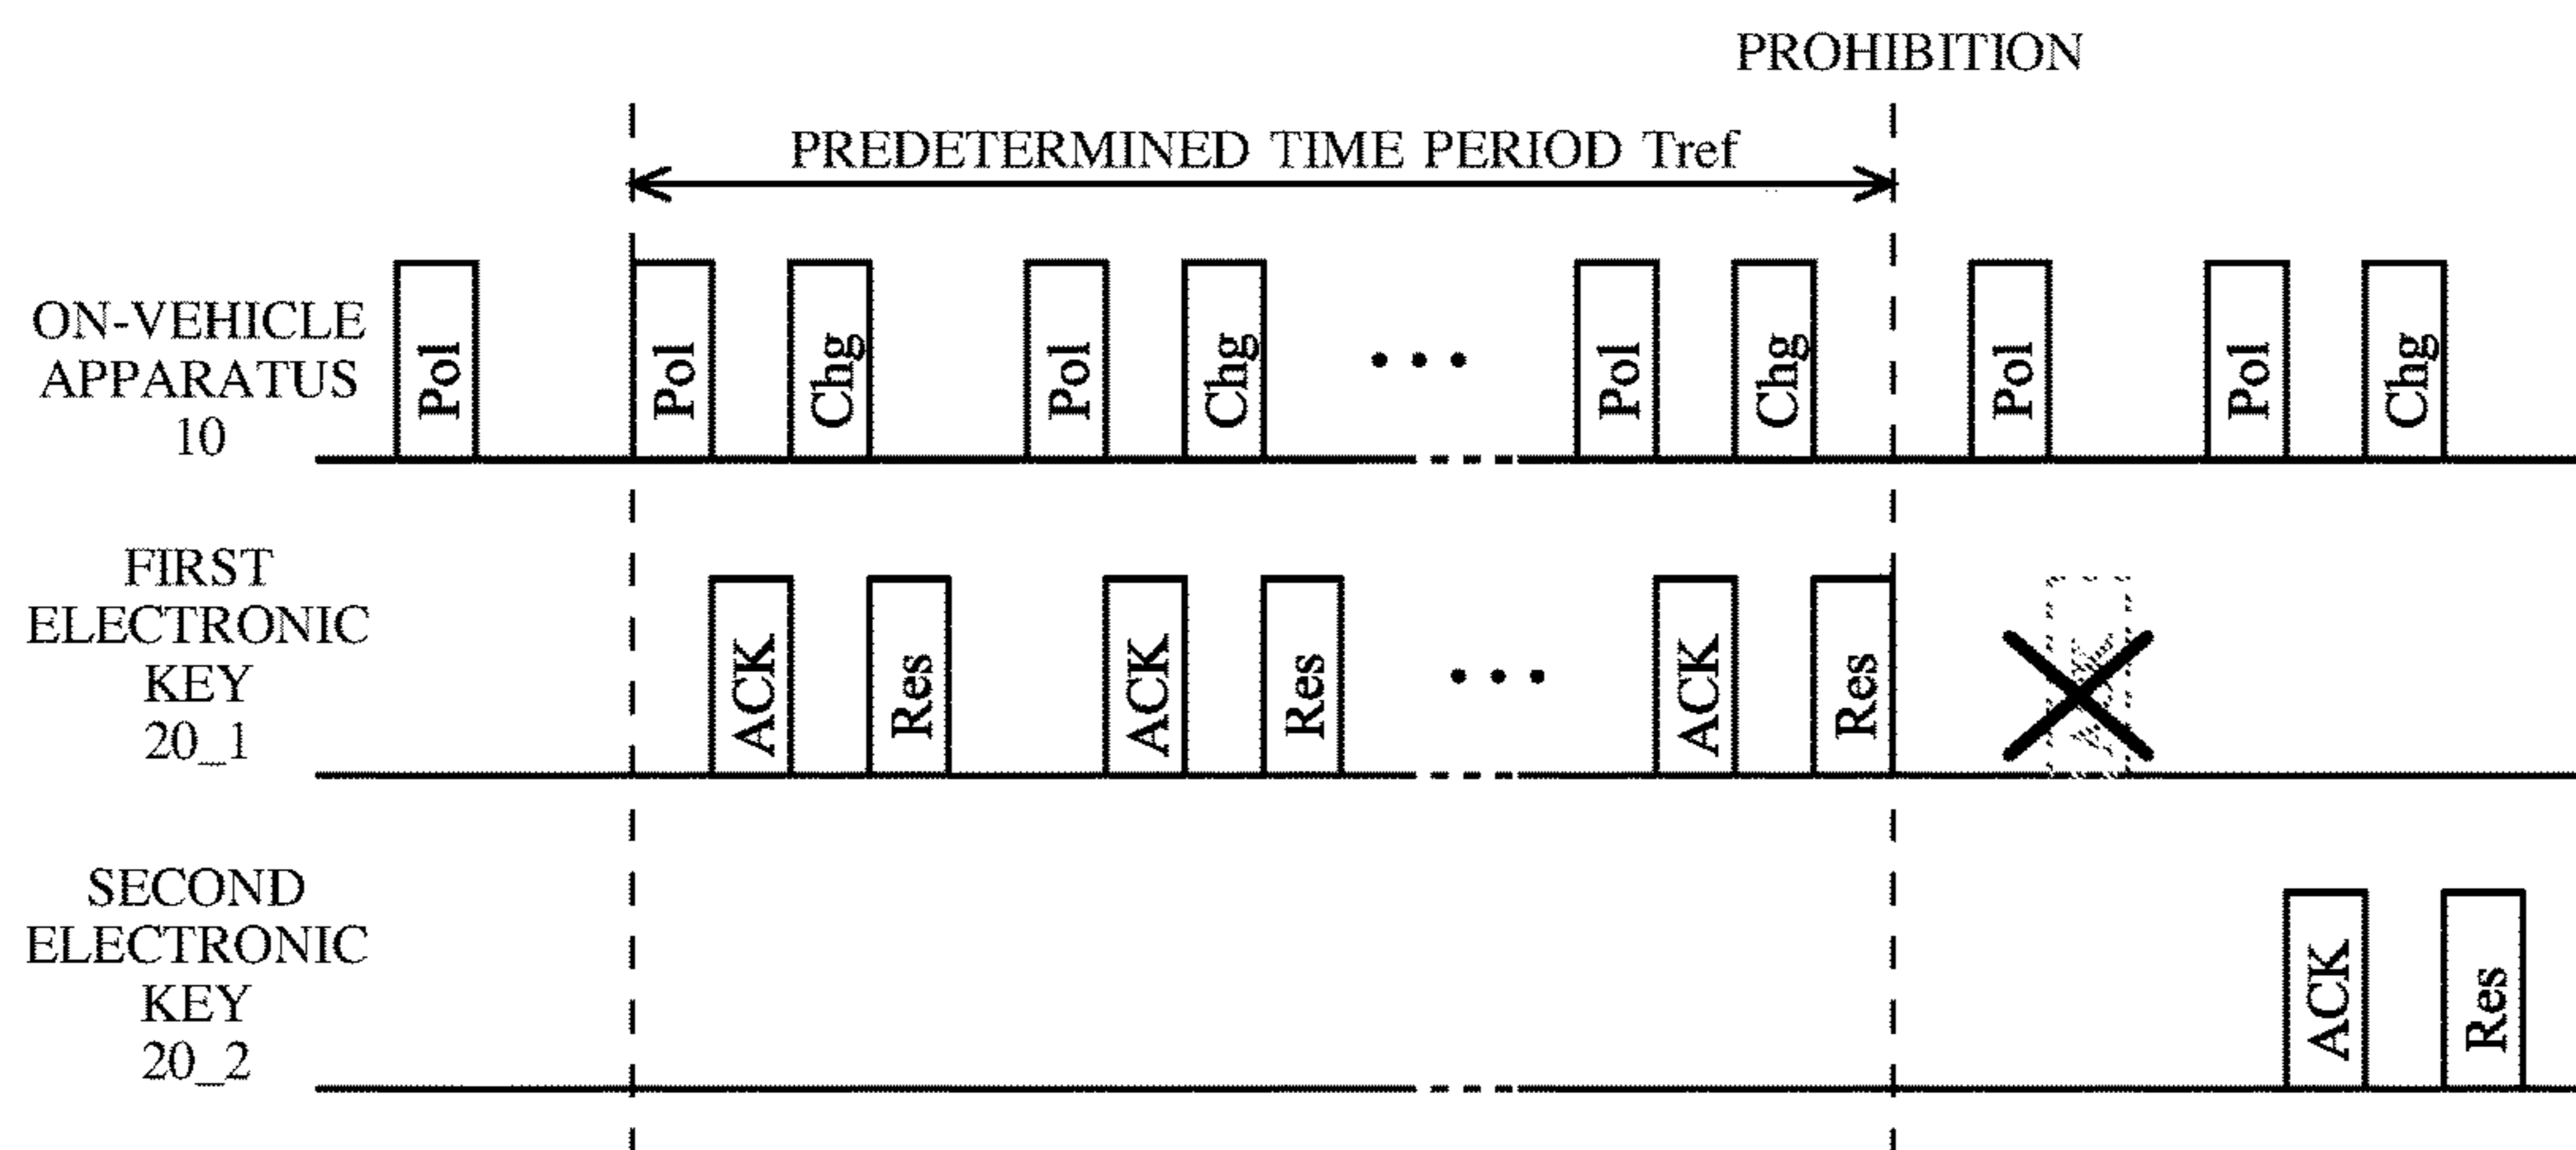 PROHIBITION
PREDETERMINED TIME PERIOD Tref
ON-VEHICLE
APPARATUS
10
Pol
Pol
Chg
Pol
Chg
Pol
Chg
Pol
Pol
Chg
FIRST
ELECTRONIC
KEY
20_1
ACK
Res
ACK
Res
ACK
Res
SECOND
ELECTRONIC
KEY
20_2
ACK
Res